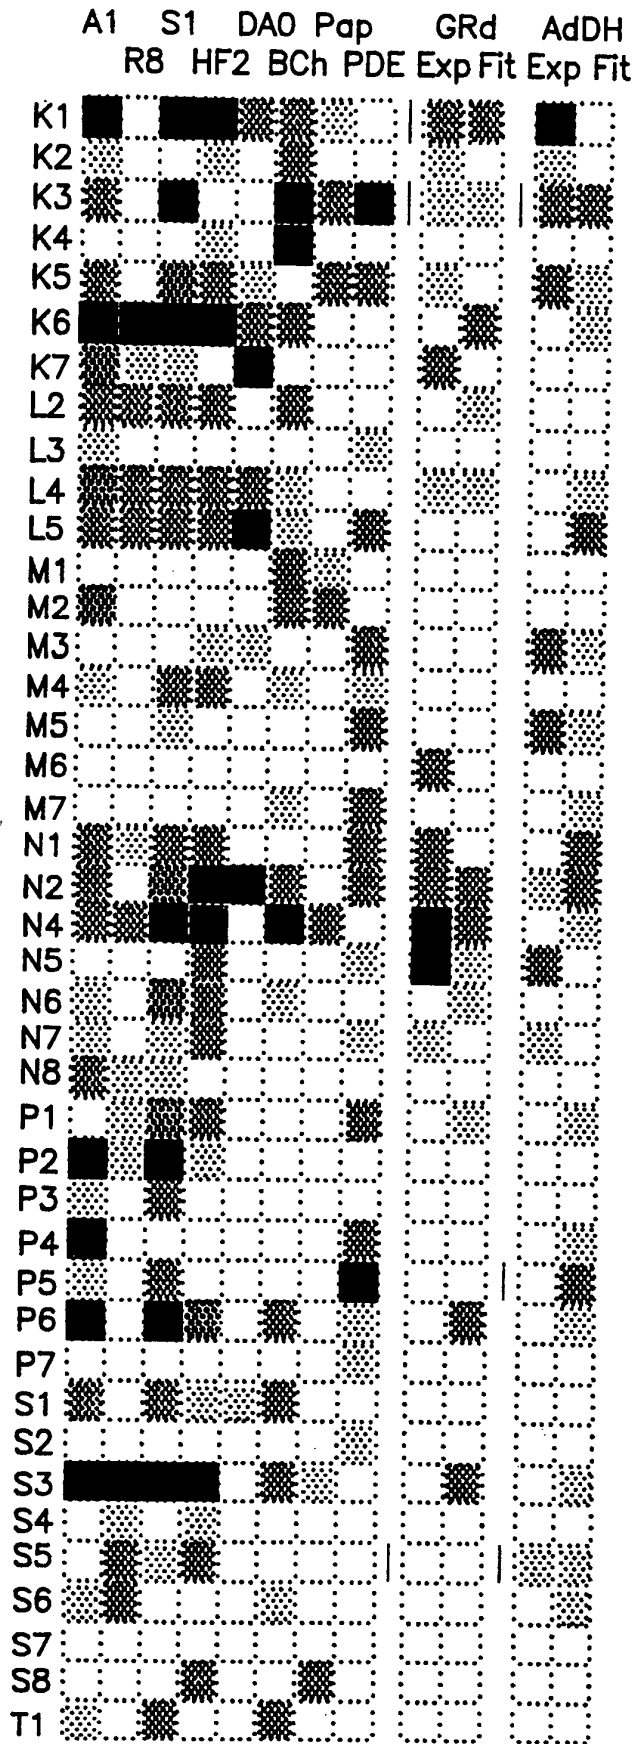 A1 S1 DAO Pap GRd AdDH
R8 HF2 BCh PDE Exp Fit Exp Fit
K1
K2
K3
K4
K5
K6
K7
L2
L3
L4
L5
M1
M2
M3
M4
M5
M6
M7
N1
N2
N4
N5
N6
N7
N8
P1
P2
P3
P4
P5
P6
P7
S1
S2
S3
S4
S5
S6
S7
S8
T1